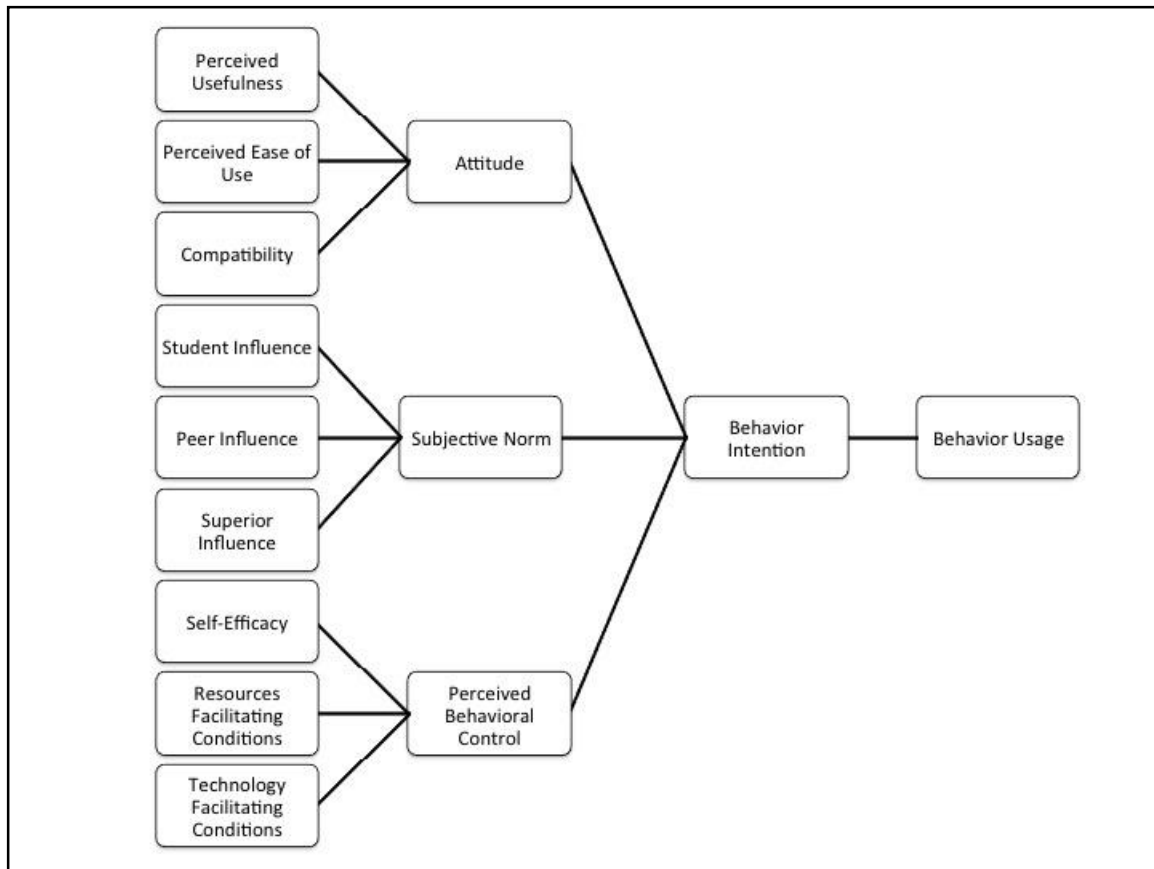 Perceived
Usefulness
Perceived Ease of
Use
Compatibility
Attitude
Student Influence
Peer Influence
Superior
Influence
Subjective Norm
Self-Efficacy
Resources
Facilitating
Conditions
Technology
Facilitating
Conditions
Perceived
Behavioral
Control
Behavior
Intention
Behavior Usage